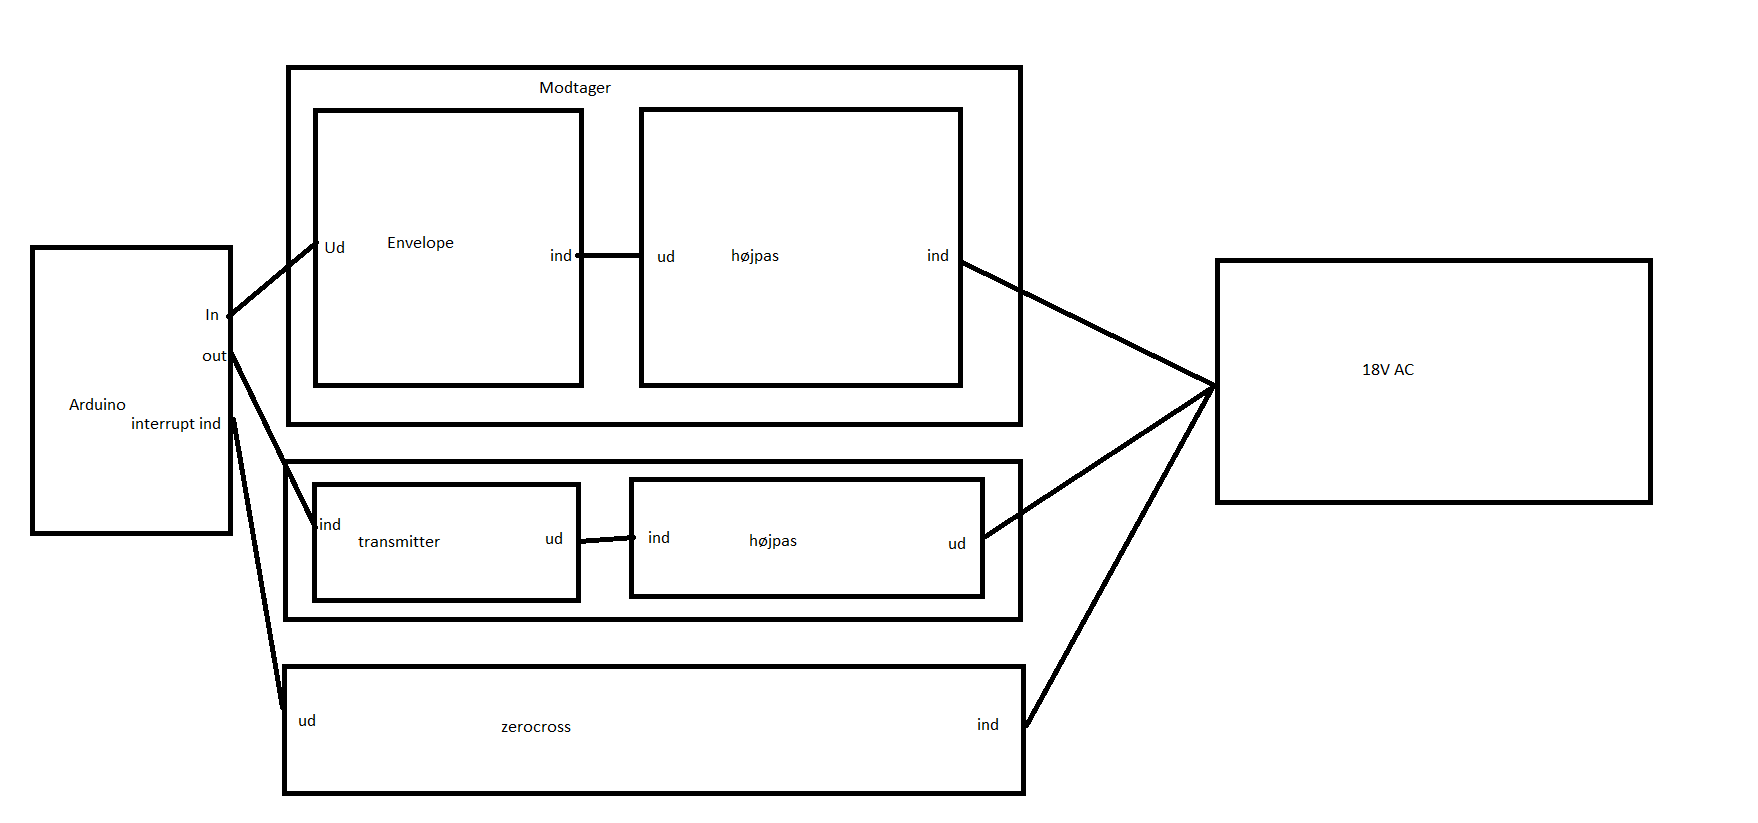 Modtager
Ud
Envelope
ind
ud
højpas
ind
In
out
Arduino
interrupt ind
18V AC
ind
transmitter
ud
ind
højpas
ud
ud
zerocross
ind